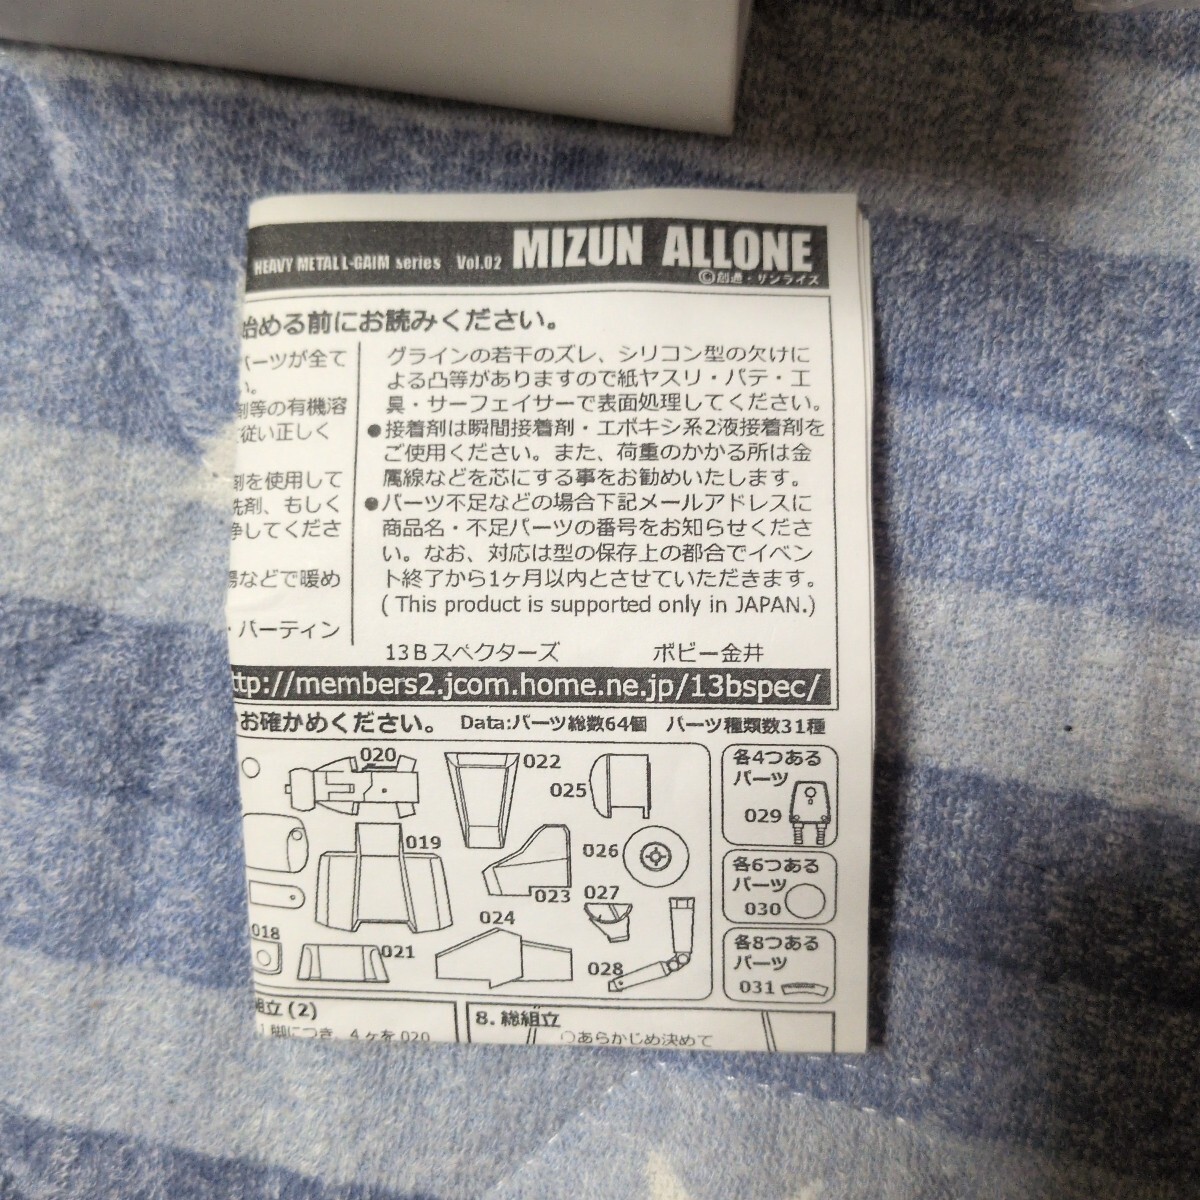 HEAVY METAL L-GAIM series Vol.02 MIZUN ALLONE
©創通・サンライズ
始める前にお読みください。
パーツが全て
い。
剤等の有機溶
従い正しく
剤を使用して
洗剤、もしく
浄してくださ
湯などで暖め
・パーティン
グラインの若干のズレ、シリコン型の欠けに
よる凸等がありますので紙ヤスリ・パテ・工
具・サーフェイサーで表面処理してください。
●接着剤は瞬間接着剤・エポキシ系2液接着剤を
ご使用ください。また、荷重のかかる所は金
属線などを芯にする事をお勧めいたします。
●パーツ不足などの場合下記メールアドレスに
商品名・不足パーツの番号をお知らせくださ
い。なお、対応は型の保存上の都合でイベン
ト終了から1ヶ月以内とさせていただきます。
( This product is supported only in JAPAN.)
13Bスペクターズ ボビー金井
ttp://members2.jcom.home.ne.jp/13bspec/
お確かめください。 Data:パーツ総数64個 パーツ種類数31種
020
022
025
019
026
023
027
024
018
021
028
各4つある
パーツ
029
各6つある
パーツ
030
各8つある
パーツ
031
組立(2)
1脚につき、4ヶを020
8. 総組立
○あらかじめ決めて